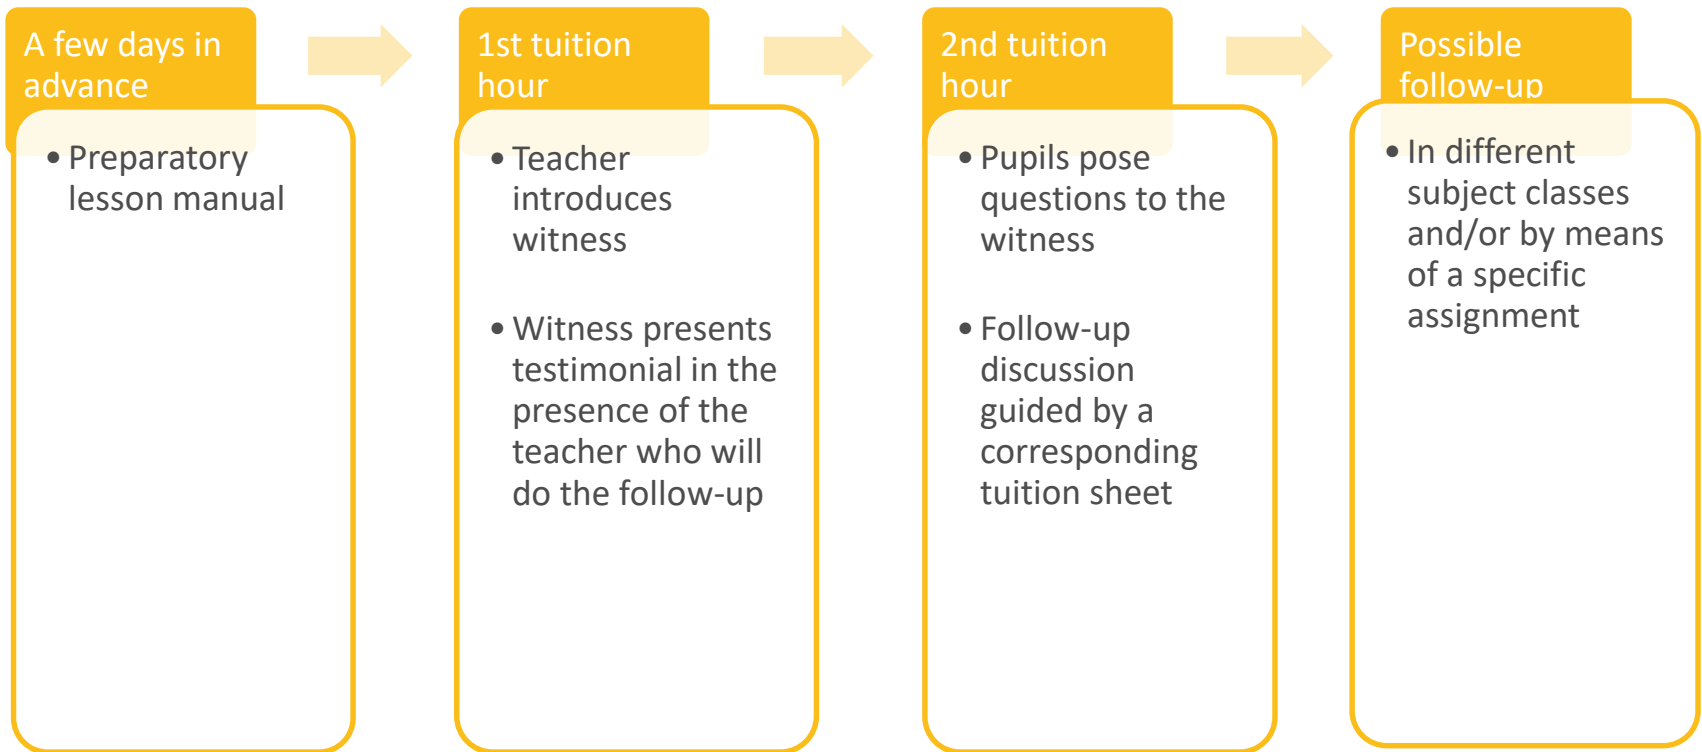 A few days in
advance
• Preparatory
lesson manual
1st tuition
hour
• Teacher
introduces
witness
• Witness presents
testimonial in the
presence of the
teacher who will
do the follow-up
2nd tuition
hour
• Pupils pose
questions to the
witness
• Follow-up
discussion
guided by a
corresponding
tuition sheet
Possible
follow-up
• In different
subject classes
and/or by means
of a specific
assignment